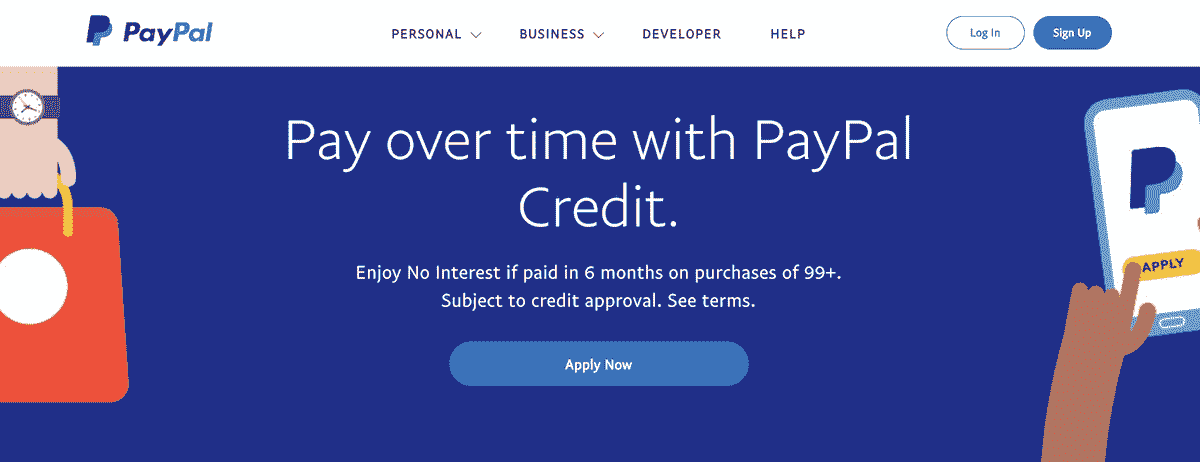 PayPal
PERSONAL
BUSINESS
DEVELOPER
HELP
Log In
Sign Up
Pay over time with PayPal
Credit.
Enjoy No Interest if paid in 6 months on purchases of 99+.
Subject to credit approval. See terms.
Apply Now
APPLY